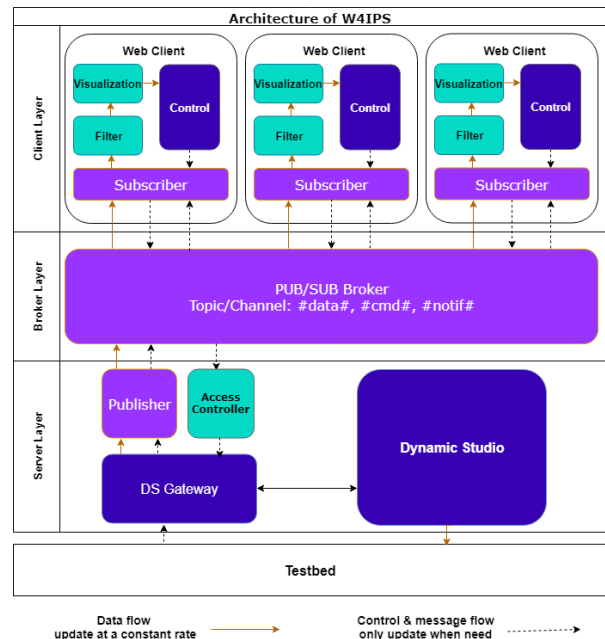 Architecture of W4IPS
Client Layer
Web Client
Web Client
Web Client
Visualization
Control
Filter
Subscriber
Visualization
Control
Filter
Subscriber
Visualization
Control
Filter
Subscriber
Broker Layer
PUB/SUB Broker
Topic/Channel: #data#, #cmd#, #notif#
Server Layer
Publisher
Access
Controller
Dynamic Studio
DS Gateway
Testbed
Data flow
update at a constant rate
Control & message flow
only update when need